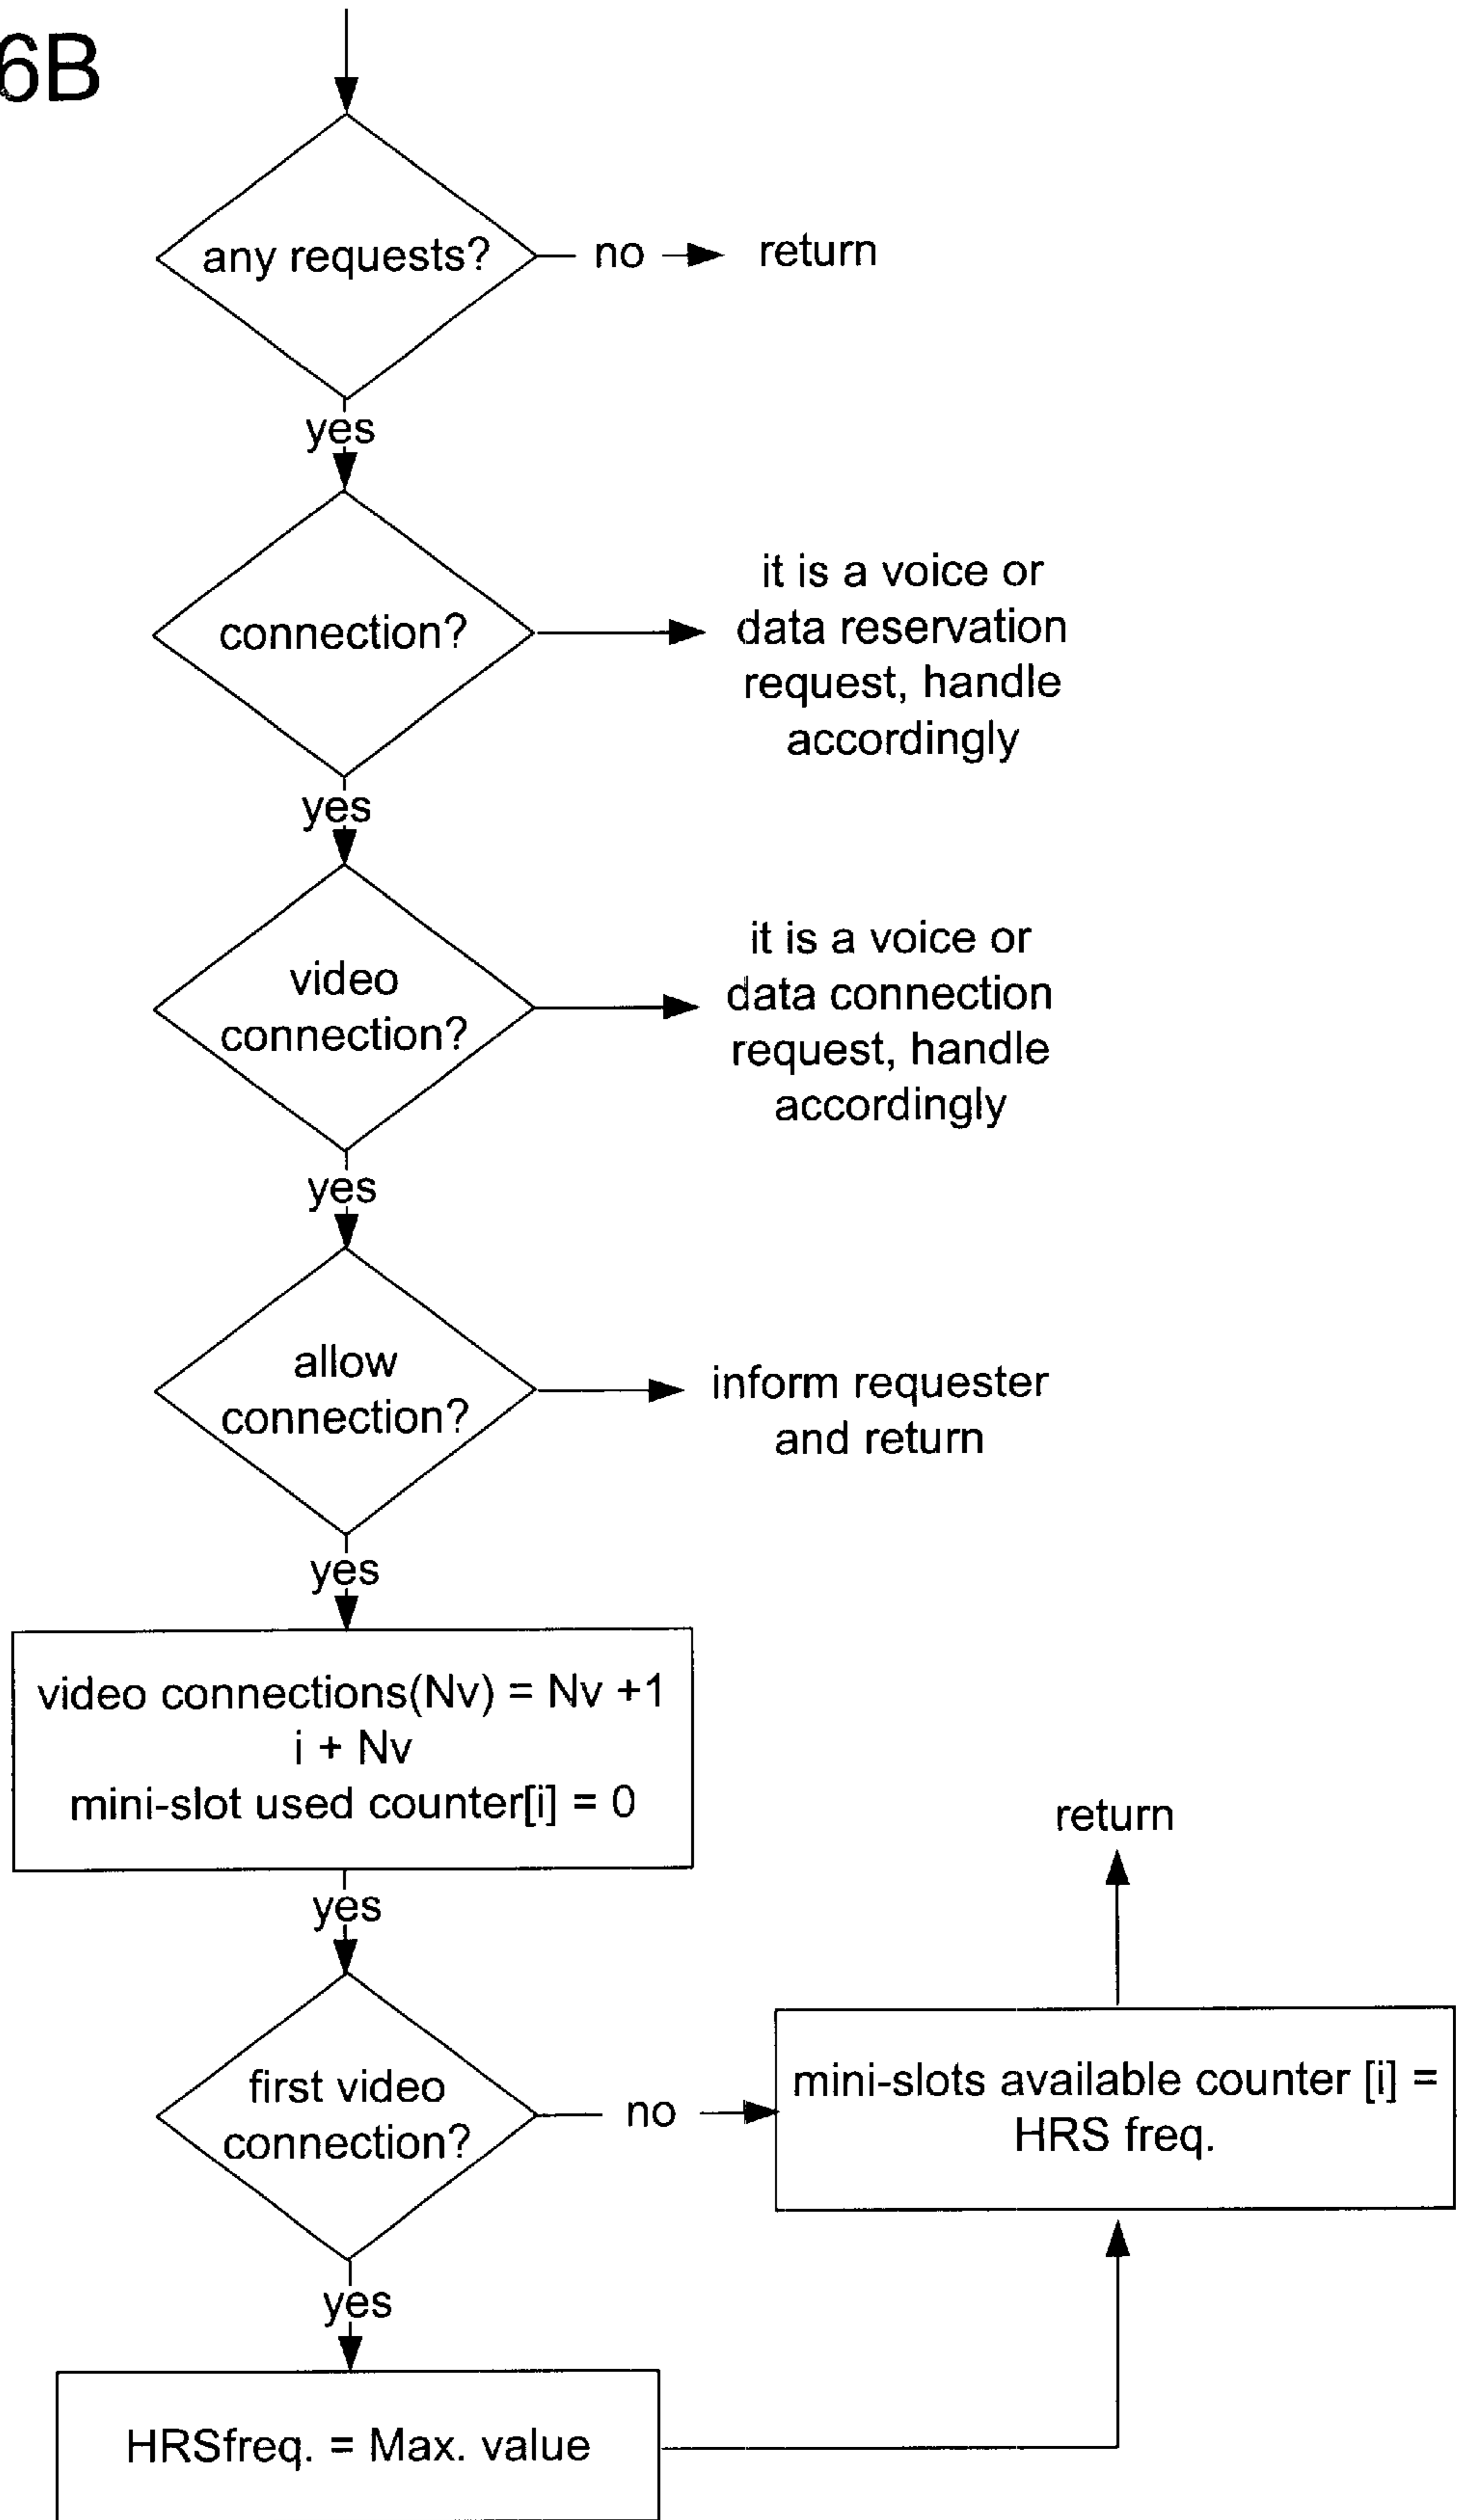 6B
any requests?
no
return
yes
connection?
it is a voice or
data reservation
request, handle
accordingly
yes
video
connection?
it is a voice or
data connection
request, handle
accordingly
yes
allow
connection?
inform requester
and return
yes
video connections(Nv) = Nv +1
i + Nv
mini-slot used counter[i] = 0
return
yes
first video
connection?
no
mini-slots available counter [i] =
HRS freq.
yes
HRSfreq. = Max. value